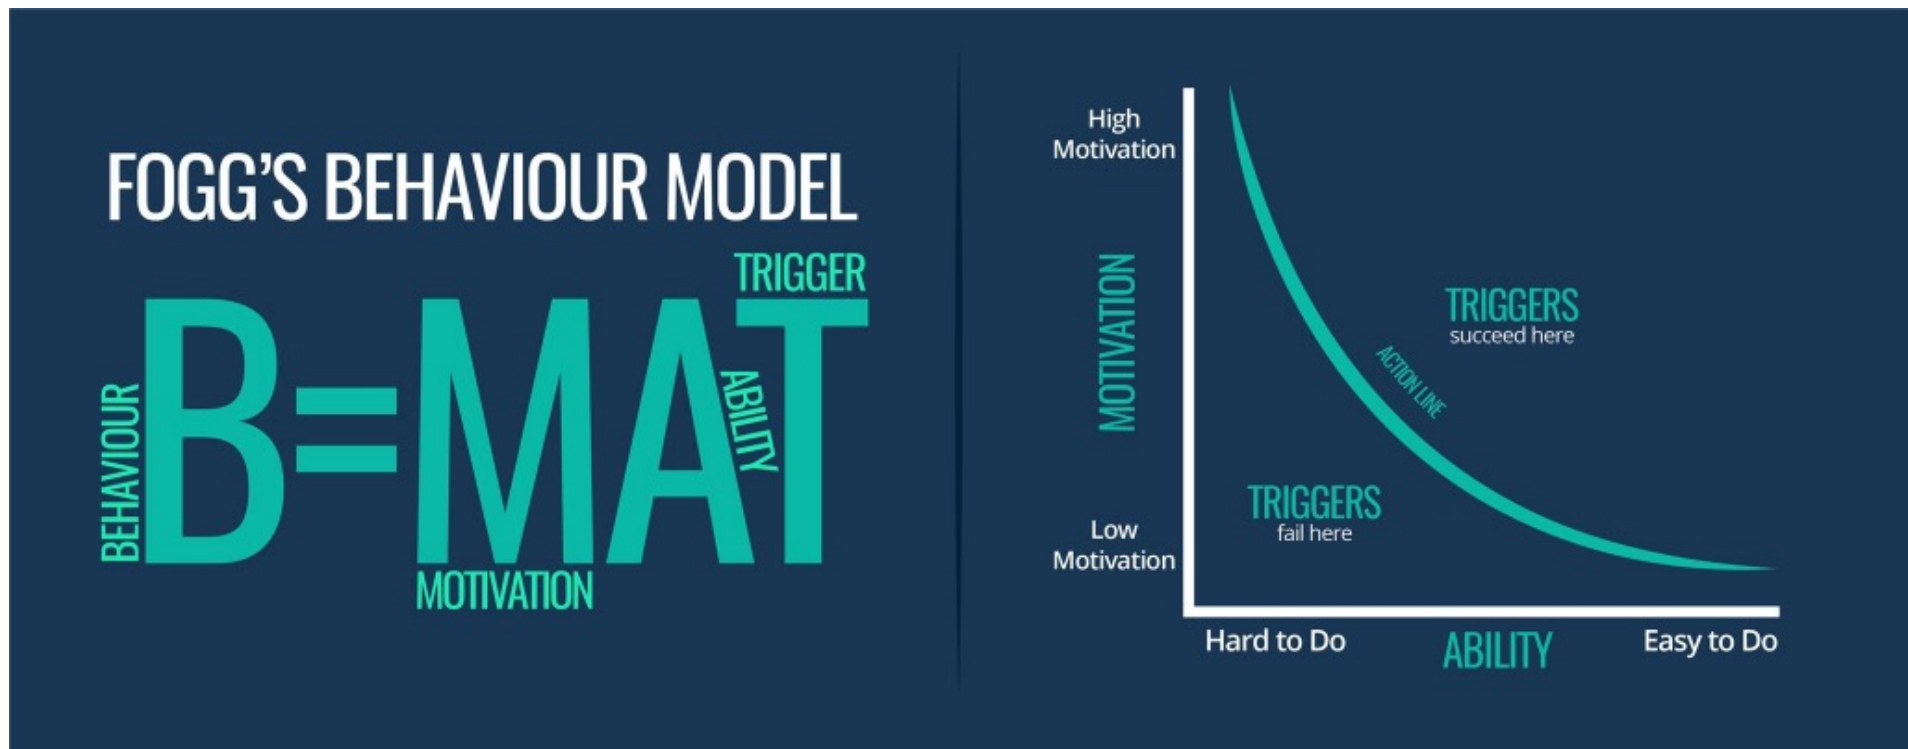 FOGG'S BEHAVIOUR MODEL
TRIGGER
B=MAT
BEHAVIOUR
ABILITY
MOTIVATION
High
Motivation
MOTIVATION
Low
Motivation
TRIGGERS
succeed here
ACTION LINE
TRIGGERS
fail here
Hard to Do
ABILITY
Easy to Do